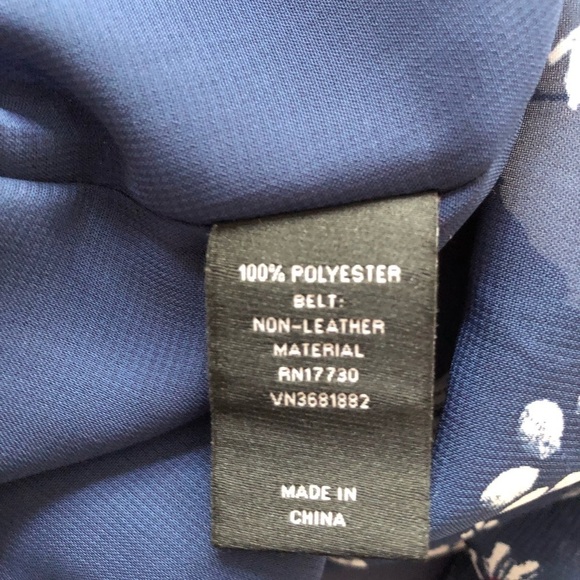 100% POLYESTER
BELT:
NON-LEATHER
MATERIAL
RN17730
VN3681882
MADE IN
CHINA